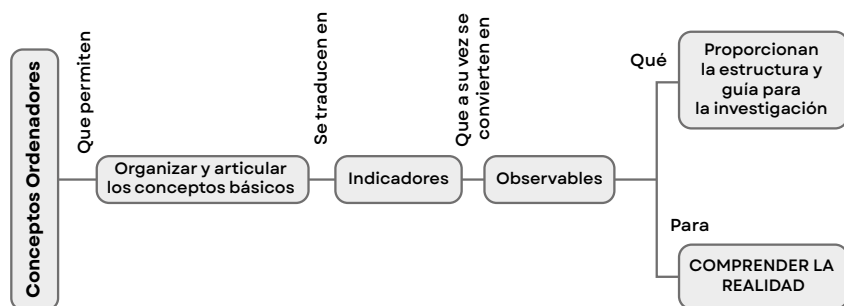 Conceptos Ordenadores
Que permiten
Organizar y articular
los conceptos básicos
Se traducen en
Indicadores
Que a su vez se
convierten en
Observables
Qué
Proporcionan
la estructura y
guía para
la investigación
Para
COMPRENDER LA
REALIDAD